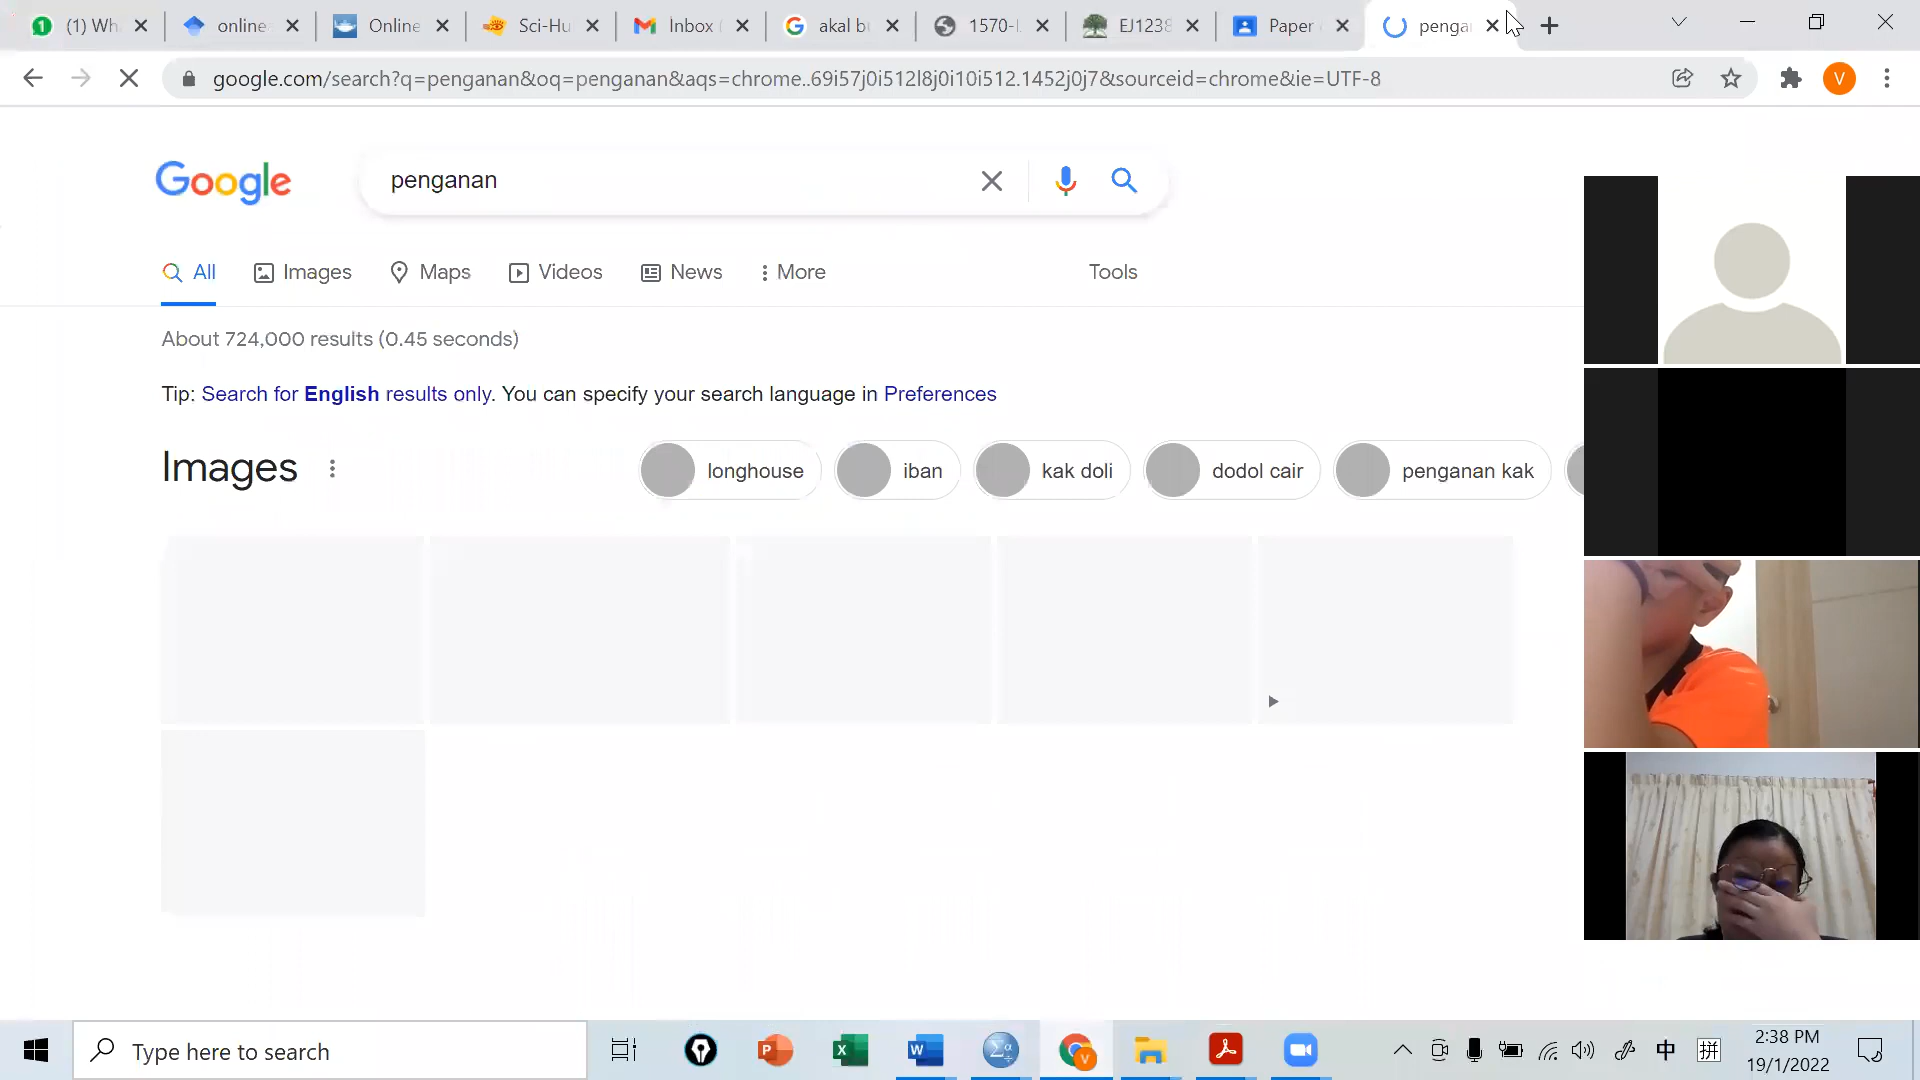 (1) Wh
online
Online
Sci-Hu
Inbox
akal b
1570-
EJ1238
Paper
penga
google.com/search?q=penganan&oq=penganan&aqs=chrome..69i57j0i512l8j0i10i512.1452j0j7&sourceid=chrome&ie=UTF-8
V
Google
penganan
All
Images
Maps
Videos
News
More
Tools
About 724,000 results (0.45 seconds)
Tip: Search for English results only. You can specify your search language in Preferences
Images
longhouse
iban
kak doli
dodol cair
penganan kak
Type here to search
中
拼
2:38 PM
19/1/2022